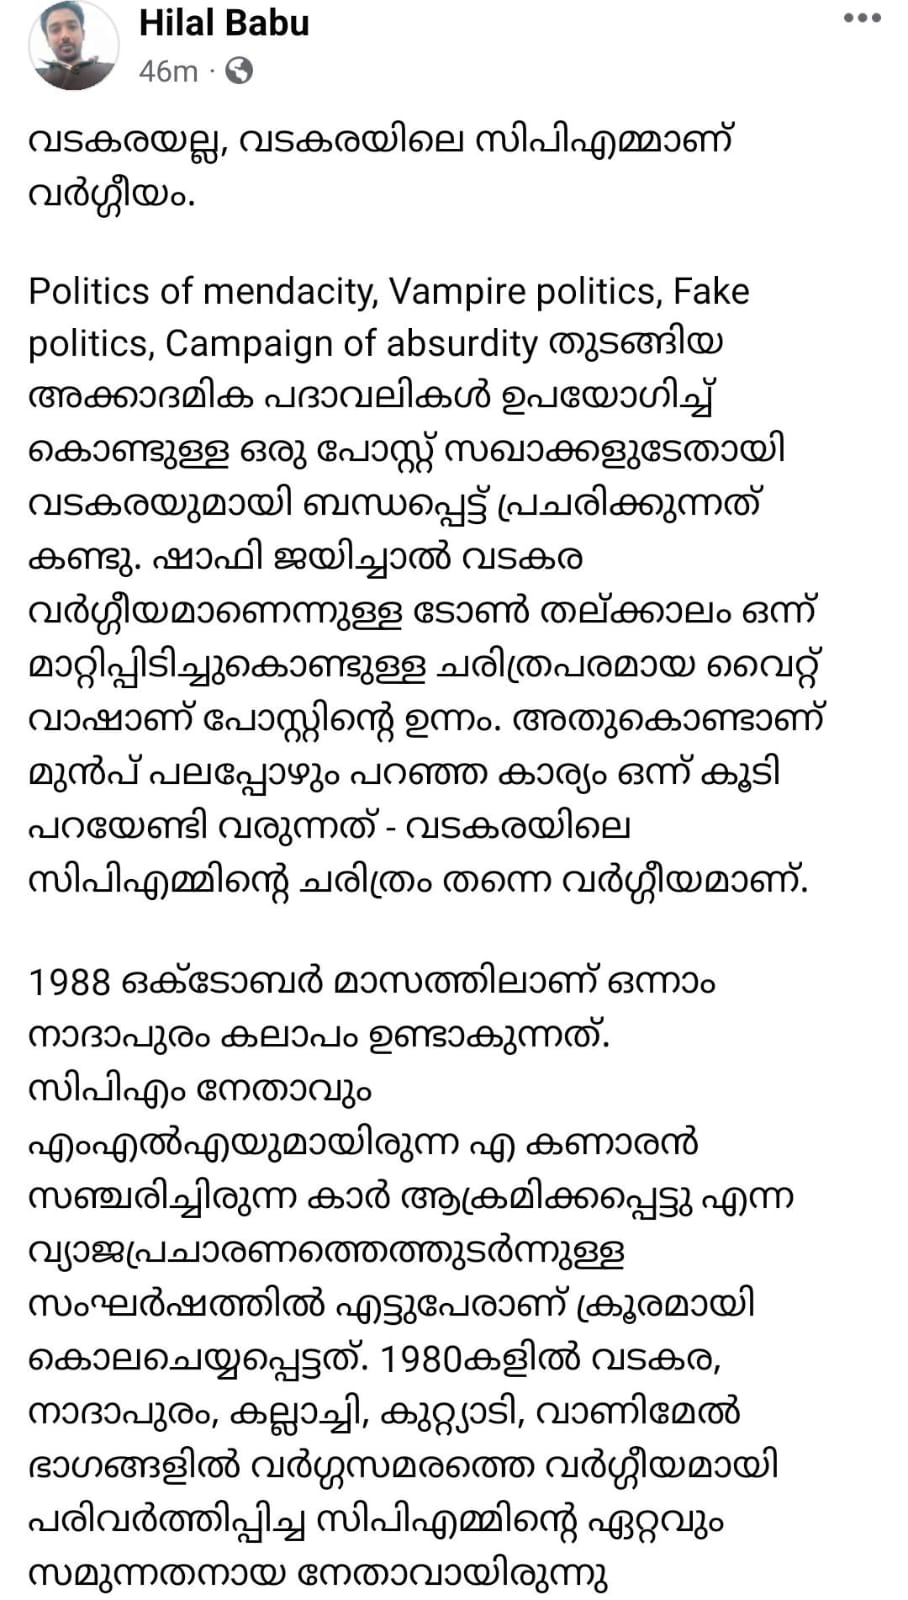 Hilal Babu
46m ·
വടകരയല്ല, വടകരയിലെ സിപിഎമ്മാണ്
വർഗ്ഗീയം.
Politics of mendacity, Vampire politics, Fake
politics, Campaign of absurdity തുടങ്ങിയ
അക്കാദമിക പദാവലികൾ ഉപയോഗിച്ച്
കൊണ്ടുള്ള ഒരു പോസ്റ്റ് സഖാക്കളുടേതായി
വടകരയുമായി ബന്ധപ്പെട്ട് പ്രചരിക്കുന്നത്
കണ്ടു. ഷാഫി ജയിച്ചാൽ വടകര
വർഗ്ഗീയമാണെന്നുള്ള ടോൺ തല്ക്കാലം ഒന്ന്
മാറ്റിപ്പിടിച്ചുകൊണ്ടുള്ള ചരിത്രപരമായ വൈറ്റ്
വാഷാണ് പോസ്റ്റിന്റെ ഉന്നം. അതുകൊണ്ടാണ്
മുൻപ് പലപ്പോഴും പറഞ്ഞ കാര്യം ഒന്ന് കൂടി
പറയേണ്ടി വരുന്നത് - വടകരയിലെ
സിപിഎമ്മിന്റെ ചരിത്രം തന്നെ വർഗ്ഗീയമാണ്.
1988 ഒക്ടോബർ മാസത്തിലാണ് ഒന്നാം
നാദാപുരം കലാപം ഉണ്ടാകുന്നത്.
സിപിഎം നേതാവും
എംഎൽഎയുമായിരുന്ന എ കണാരൻ
സഞ്ചരിച്ചിരുന്ന കാർ ആക്രമിക്കപ്പെട്ടു എന്ന
വ്യാജപ്രചാരണത്തെത്തുടർന്നുള്ള
സംഘർഷത്തിൽ എട്ടുപേരാണ് ക്രൂരമായി
കൊലചെയ്യപ്പെട്ടത്. 1980കളിൽ വടകര,
നാദാപുരം, കല്ലാച്ചി, കുറ്റ്യാടി, വാണിമേൽ
ഭാഗങ്ങളിൽ വർഗ്ഗസമരത്തെ വർഗ്ഗീയമായി
പരിവർത്തിപ്പിച്ച സിപിഎമ്മിന്റെ ഏറ്റവും
സമുന്നതനായ നേതാവായിരുന്നു